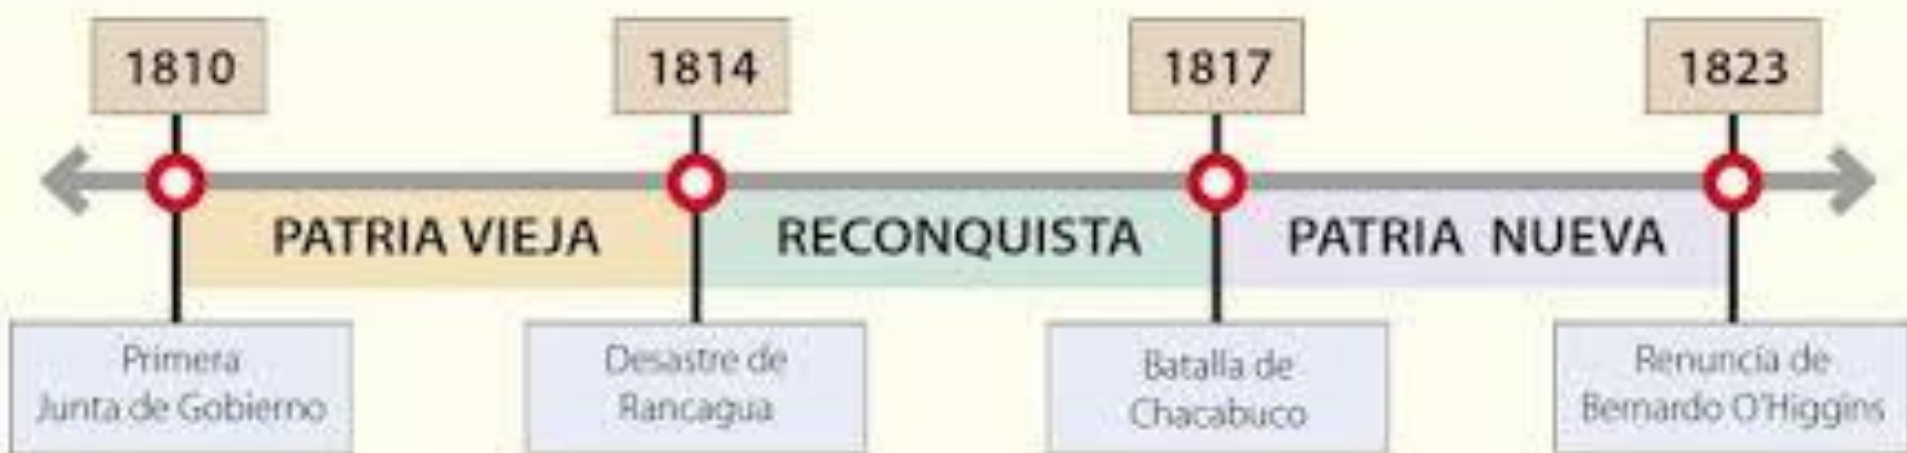 1810
1814
1817
1823
PATRIA VIEJA
RECONQUISTA
PATRIA NUEVA
Primera
Junta de Gobierno
Desastre de
Rancagua
Batalla de
Chacabuco
Renuncia de
Bernardo O'Higgins